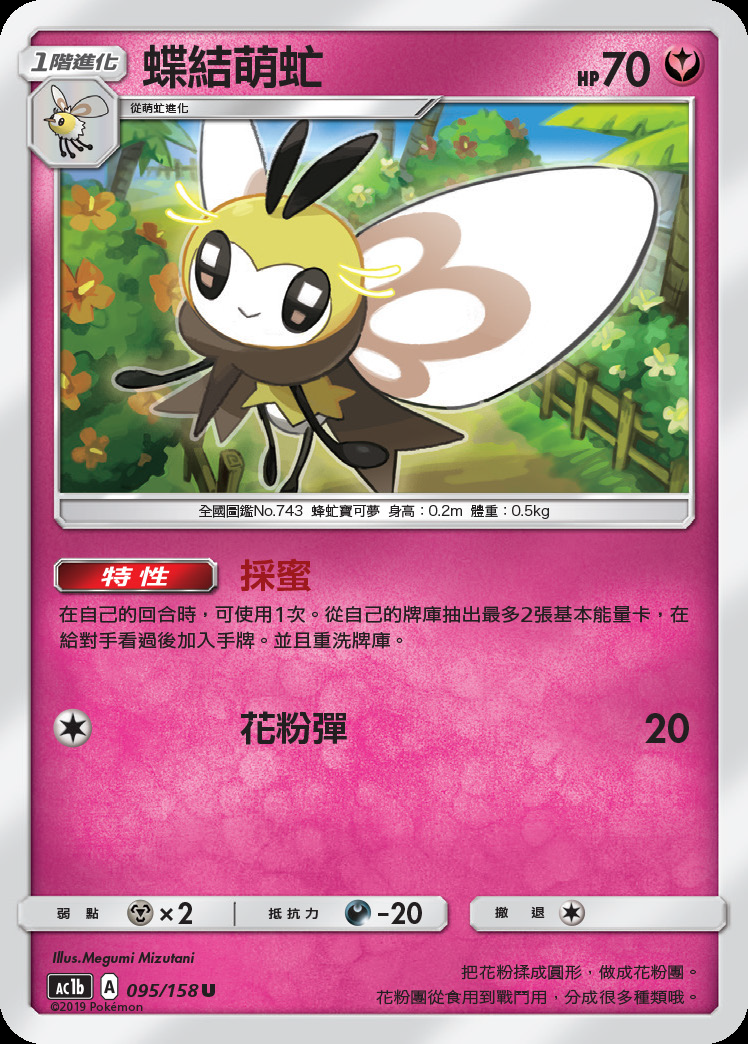 1階進化
蝶結萌虻
HP70
從萌虻進化
全國圖鑑No.743 蜂虻寶可夢 身高：0.2m 體重：0.5kg
特性 採蜜
在自己的回合時，可使用1次。從自己的牌庫抽出最多2張基本能量卡，在
給對手看過後加入手牌。並且重洗牌庫。
花粉彈 20
弱點 ×2 抵抗力 -20 撤退
Illus.Megumi Mizutani
AC1b A 095/158 U
©2019 Pokémon
把花粉揉成圓形，做成花粉團。
花粉團從食用到戰鬥用，分成很多種類哦。